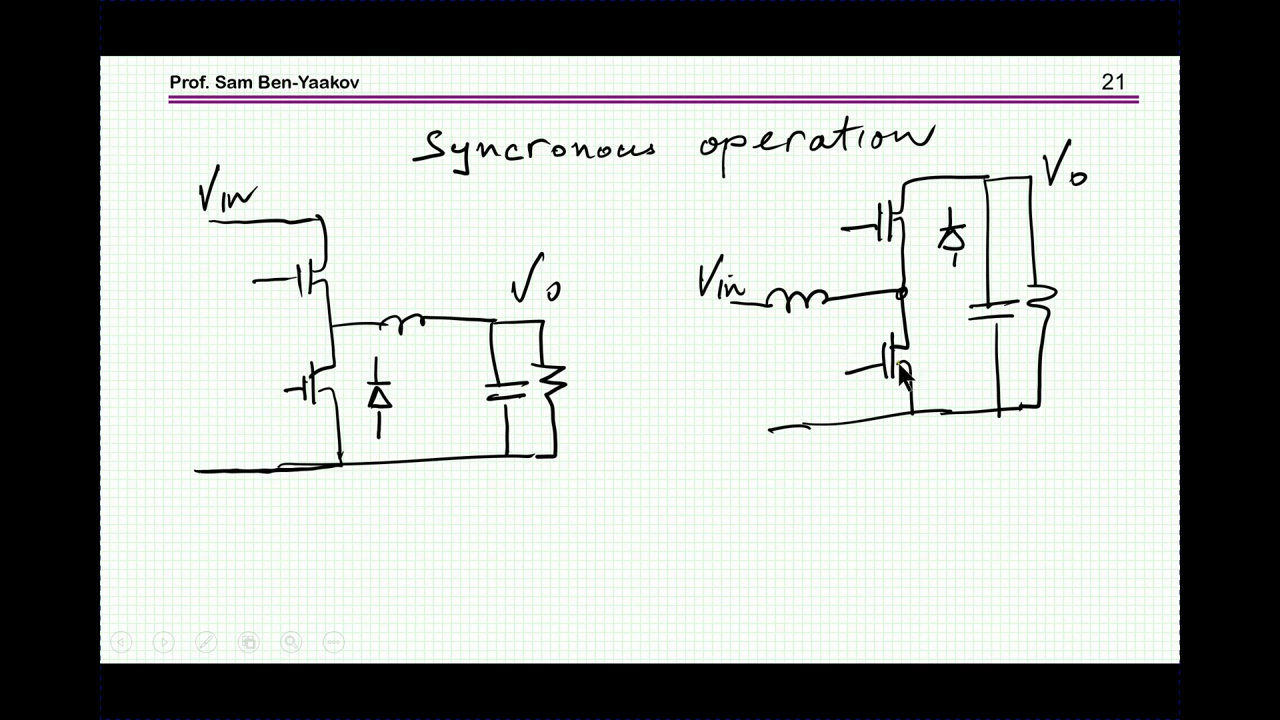 Prof. Sam Ben-Yaakov
21
Syncronous operation
VIN
Vo
Vin
Vo